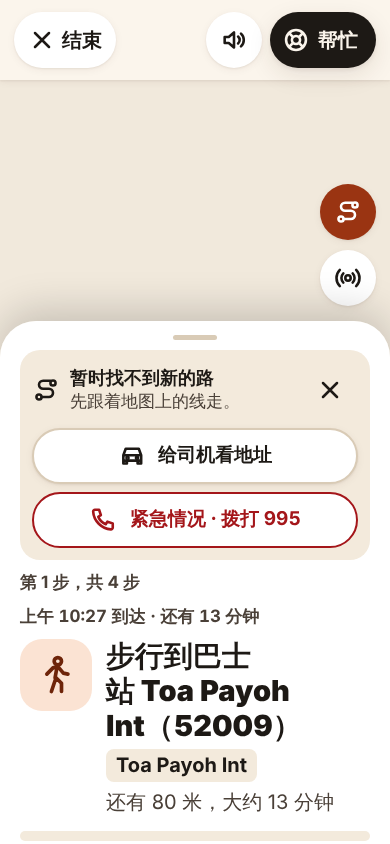 结束
帮忙
暂时找不到新的路
先跟着地图上的线走。
给司机看地址
紧急情况 · 拨打 995
第 1 步，共 4 步
上午 10:27 到达 · 还有 13 分钟
步行到巴士
站 Toa Payoh
Int（52009）
Toa Payoh Int
还有 80 米，大约 13 分钟